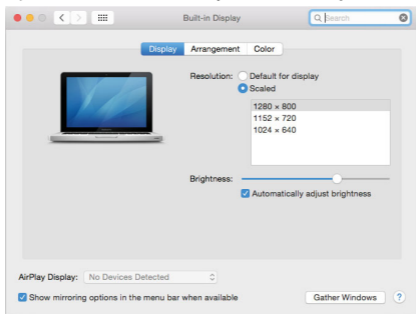 Built-in Display
Search
Display Arrangement Color
Resolution: Default for display
Scaled
1280 × 800
1152 × 720
1024 × 640
Brightness:
Automatically adjust brightness
AirPlay Display: No Devices Detected
Show mirroring options in the menu bar when available
Gather Windows ?